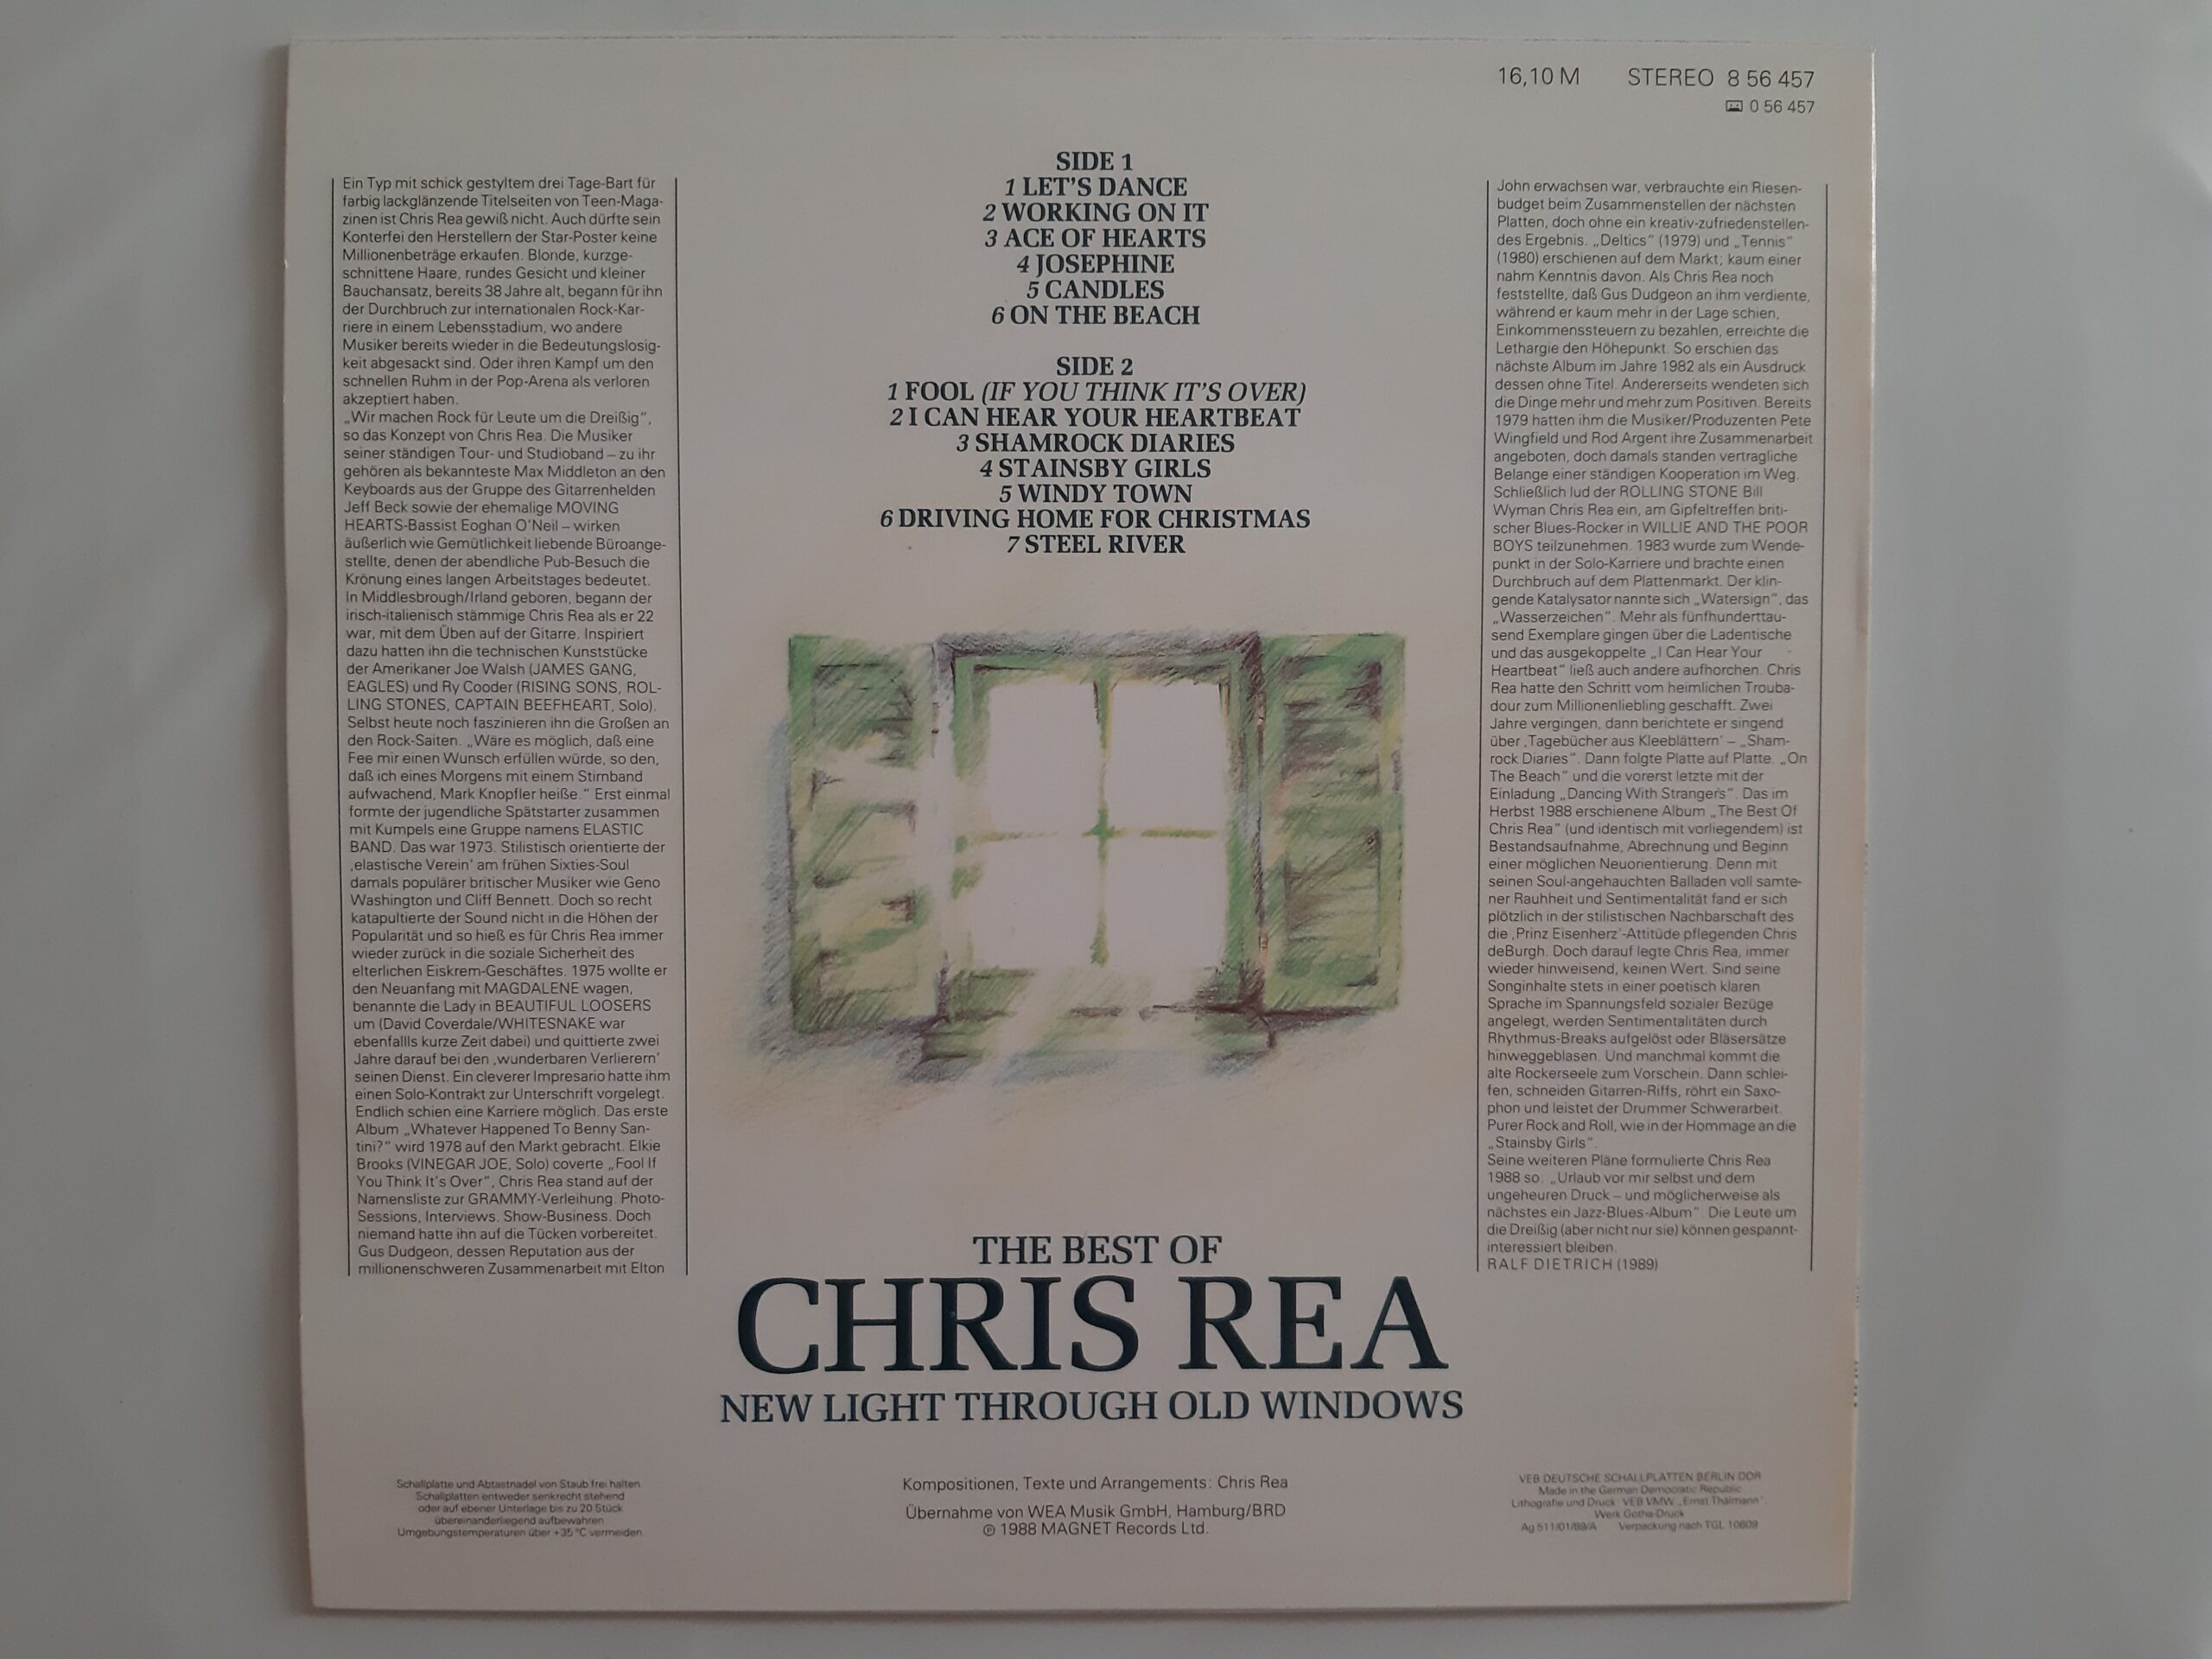 16,10 M STEREO 8 56 457
0 56 457
Ein Typ mit schick gestyltem drei Tage-Bart für
farbig lackglänzende Titelseiten von Teen-Maga-
zinen ist Chris Rea gewiß nicht. Auch dürfte sein
Konterfei den Herstellern der Star-Poster keine
Millionenbeträge erkaufen. Blonde, kurzge-
schnittene Haare, rundes Gesicht und kleiner
Bauchansatz, bereits 38 Jahre alt, begann für ihn
der Durchbruch zur internationalen Rock-Kar-
riere in einem Lebensstadium, wo andere
Musiker bereits wieder in die Bedeutungslosig-
keit abgesackt sind. Oder ihren Kampf um den
schnellen Ruhm in der Pop-Arena als verloren
akzeptiert haben.
„Wir machen Rock für Leute um die Dreißig“,
so das Konzept von Chris Rea. Die Musiker
seiner ständigen Tour- und Studioband – zu ihr
gehören als bekannteste Max Middleton an den
Keyboards aus der Gruppe des Gitarrenhelden
Jeff Beck sowie der ehemalige MOVING
HEARTS-Bassist Eoghan O'Neil – wirken
äußerlich wie Gemütlichkeit liebende Büroange-
stellte, denen der abendliche Pub-Besuch die
Krönung eines langen Arbeitstages bedeutet.
In Middlesbrough/Irland geboren, begann der
irisch-italienisch stämmige Chris Rea als er 22
war, mit dem Üben auf der Gitarre. Inspiriert
dazu hatten ihn die technischen Kunststücke
der Amerikaner Joe Walsh (JAMES GANG,
EAGLES) und Ry Cooder (RISING SONS, ROL-
LING STONES, CAPTAIN BEEFHEART, Solo).
Selbst heute noch faszinieren ihn die Großen an
den Rock-Saiten. „Wäre es möglich, daß eine
Fee mir einen Wunsch erfüllen würde, so den,
daß ich eines Morgens mit einem Stirnband
aufwachend, Mark Knopfler heiße.“ Erst einmal
formte der jugendliche Spätstarter zusammen
mit Kumpels eine Gruppe namens ELASTIC
BAND. Das war 1973. Stilistisch orientierte der
‚elastische Verein‘ am frühen Sixties-Soul
damals populärer britischer Musiker wie Geno
Washington und Cliff Bennett. Doch so recht
katapultierte der Sound nicht in die Höhen der
Popularität und so hieß es für Chris Rea immer
wieder zurück in die soziale Sicherheit des
elterlichen Eiskrem-Geschäftes. 1975 wollte er
den Neuanfang mit MAGDALENE wagen,
benannte die Lady in BEAUTIFUL LOOSERS
um (David Coverdale/WHITESNAKE war
ebenfallls kurze Zeit dabei) und quittierte zwei
Jahre darauf bei den ‚wunderbaren Verlierern‘
seinen Dienst. Ein cleverer Impresario hatte ihm
einen Solo-Kontrakt zur Unterschrift vorgelegt.
Endlich schien eine Karriere möglich. Das erste
Album „Whatever Happened To Benny San-
tini?“ wird 1978 auf den Markt gebracht. Elkie
Brooks (VINEGAR JOE, Solo) coverte „Fool If
You Think It's Over“, Chris Rea stand auf der
Namensliste zur GRAMMY-Verleihung. Photo-
Sessions, Interviews. Show-Business. Doch
niemand hatte ihn auf die Tücken vorbereitet.
Gus Dudgeon, dessen Reputation aus der
millionenschweren Zusammenarbeit mit Elton
SIDE 1
1 LET'S DANCE
2 WORKING ON IT
3 ACE OF HEARTS
4 JOSEPHINE
5 CANDLES
6 ON THE BEACH
SIDE 2
1 FOOL (IF YOU THINK IT'S OVER)
2 I CAN HEAR YOUR HEARTBEAT
3 SHAMROCK DIARIES
4 STAINSBY GIRLS
5 WINDY TOWN
6 DRIVING HOME FOR CHRISTMAS
7 STEEL RIVER
John erwachsen war, verbrauchte ein Riesen-
budget beim Zusammenstellen der nächsten
Platten, doch ohne ein kreativ-zufriedenstellen-
des Ergebnis. „Deltics“ (1979) und „Tennis“
(1980) erschienen auf dem Markt; kaum einer
nahm Kenntnis davon. Als Chris Rea noch
feststellte, daß Gus Dudgeon an ihm verdiente,
während er kaum mehr in der Lage schien,
Einkommenssteuern zu bezahlen, erreichte die
Lethargie den Höhepunkt. So erschien das
nächste Album im Jahre 1982 als ein Ausdruck
dessen ohne Titel. Andererseits wendeten sich
die Dinge mehr und mehr zum Positiven. Bereits
1979 hatten ihm die Musiker/Produzenten Pete
Wingfield und Rod Argent ihre Zusammenarbeit
angeboten, doch damals standen vertragliche
Belange einer ständigen Kooperation im Weg.
Schließlich lud der ROLLING STONE Bill
Wyman Chris Rea ein, am Gipfeltreffen briti-
scher Blues-Rocker in WILLIE AND THE POOR
BOYS teilzunehmen. 1983 wurde zum Wende-
punkt in der Solo-Karriere und brachte einen
Durchbruch auf dem Plattenmarkt. Der klin-
gende Katalysator nannte sich „Watersign“, das
„Wasserzeichen“. Mehr als fünfhunderttau-
send Exemplare gingen über die Ladentische
und das ausgekoppelte „I Can Hear Your
Heartbeat“ ließ auch andere aufhorchen. Chris
Rea hatte den Schritt vom heimlichen Trouba-
dour zum Millionenliebling geschafft. Zwei
Jahre vergingen, dann berichtete er singend
über ‚Tagebücher aus Kleeblättern‘ – „Sham-
rock Diaries“. Dann folgte Platte auf Platte. „On
The Beach“ und die vorerst letzte mit der
Einladung „Dancing With Strangers“. Das im
Herbst 1988 erschienene Album „The Best Of
Chris Rea“ (und identisch mit vorliegendem) ist
Bestandsaufnahme, Abrechnung und Beginn
einer möglichen Neuorientierung. Denn mit
seinen Soul-angehauchten Balladen voll samte-
ner Rauhheit und Sentimentalität fand er sich
plötzlich in der stilistischen Nachbarschaft des
die ‚Prinz Eisenherz‘-Attitüde pflegenden Chris
deBurgh. Doch darauf legte Chris Rea, immer
wieder hinweisend, keinen Wert. Sind seine
Songinhalte stets in einer poetisch klaren
Sprache im Spannungsfeld sozialer Bezüge
angelegt, werden Sentimentalitäten durch
Rhythmus-Breaks aufgelöst oder Bläsersätze
hinweggeblasen. Und manchmal kommt die
alte Rockerseele zum Vorschein. Dann schlei-
fen, schneiden Gitarren-Riffs, röhrt ein Saxo-
phon und leistet der Drummer Schwerarbeit.
Purer Rock and Roll, wie in der Hommage an die
„Stainsby Girls“.
Seine weiteren Pläne formulierte Chris Rea
1988 so: „Urlaub vor mir selbst und dem
ungeheuren Druck – und möglicherweise als
nächstes ein Jazz-Blues-Album“. Die Leute um
die Dreißig (aber nicht nur sie) können gespannt-
interessiert bleiben.
RALF DIETRICH (1989)
THE BEST OF
CHRIS REA
NEW LIGHT THROUGH OLD WINDOWS
Schallplatte und Abtastnadel von Staub frei halten.
Schallplatten entweder senkrecht stehend
oder auf ebener Unterlage bis zu 20 Stück
übereinanderliegend aufbewahren.
Umgebungstemperaturen über +35 °C vermeiden.
Kompositionen, Texte und Arrangements: Chris Rea
Übernahme von WEA Musik GmbH, Hamburg/BRD
℗ 1988 MAGNET Records Ltd.
VEB DEUTSCHE SCHALLPLATTEN BERLIN DDR
Made in the German Democratic Republic
Lithografie und Druck: VEB VMW „Ernst Thälmann“,
Werk Gotha-Druck
Ag 511/01/89/A Verpackung nach TGL 10609